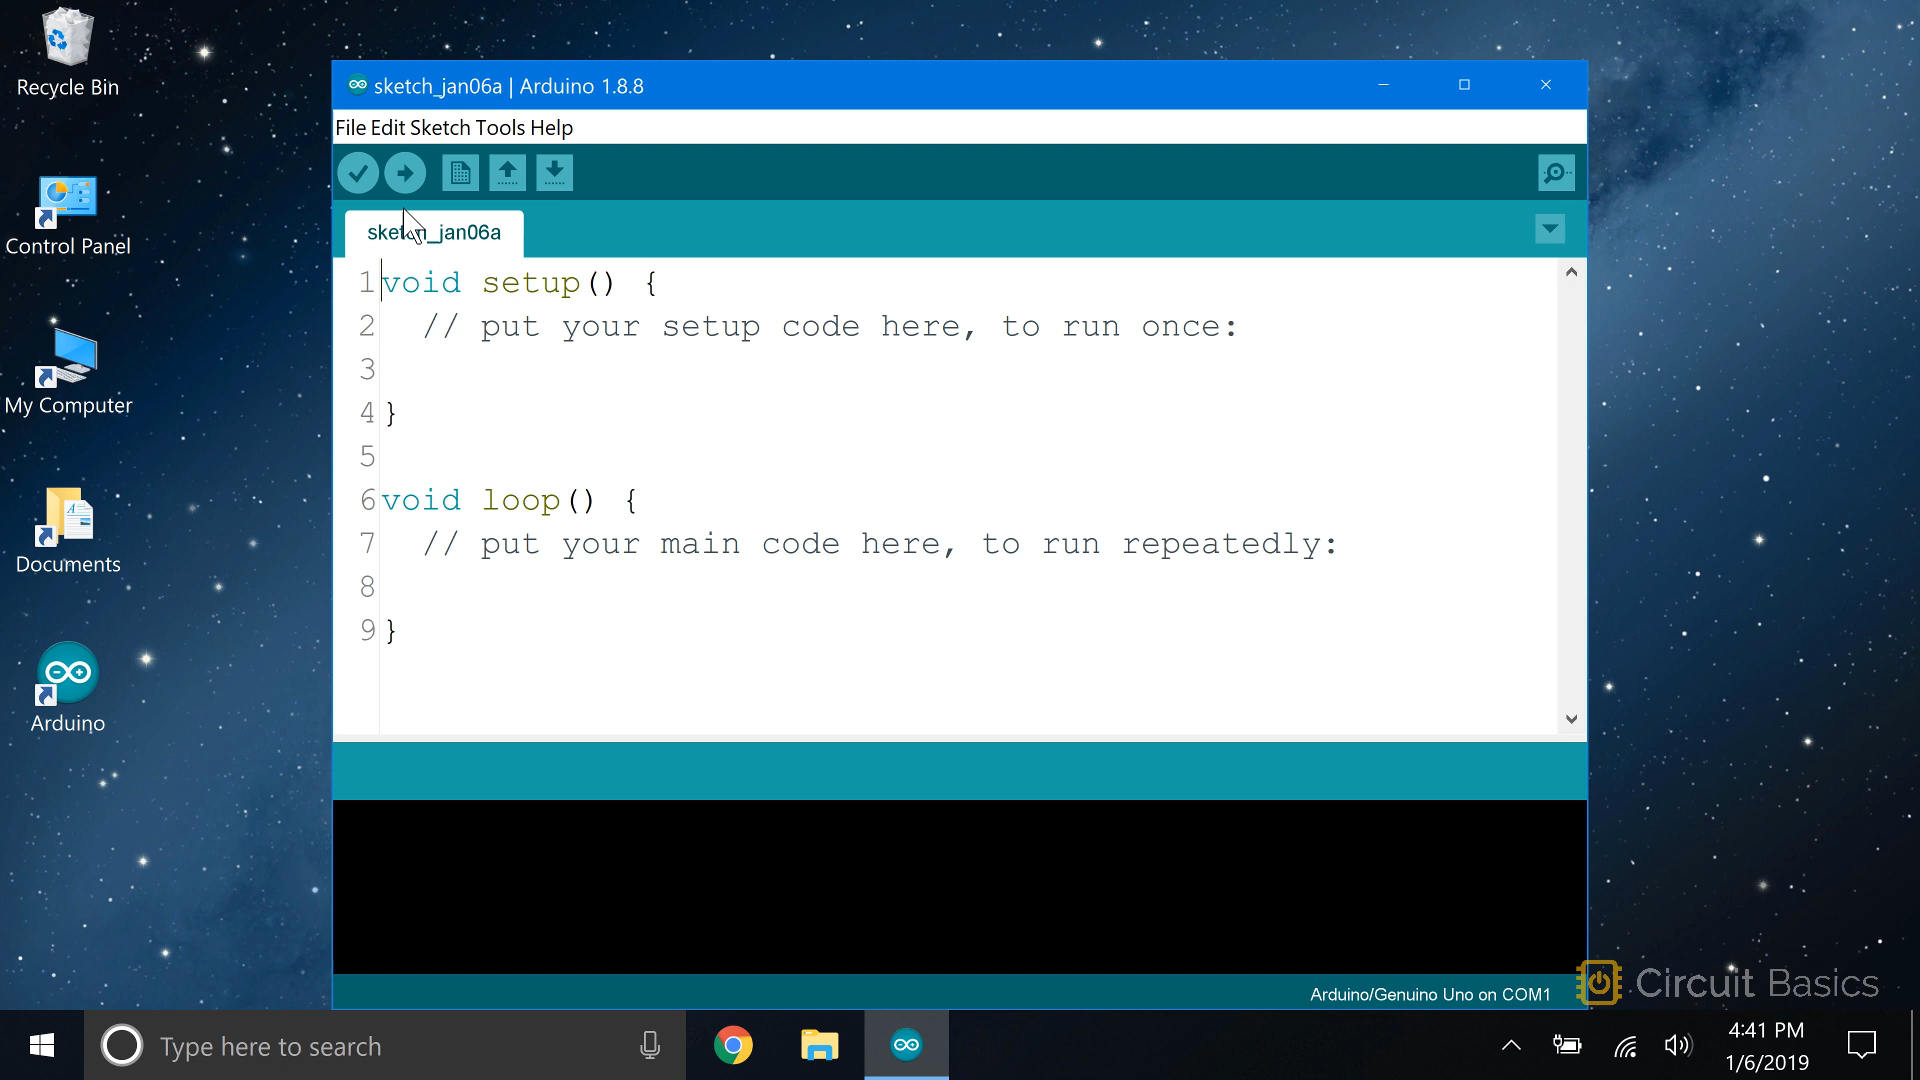 Recycle Bin
Control Panel
My Computer
Documents
Arduino
sketch_jan06a | Arduino 1.8.8
File Edit Sketch Tools Help
sketch_jan06a
1 void setup() {
2 // put your setup code here, to run once:
3
4 }
5
6 void loop() {
7 // put your main code here, to run repeatedly:
8
9 }
Arduino/Genuino Uno on COM1
Circuit Basics
Type here to search
4:41 PM
1/6/2019